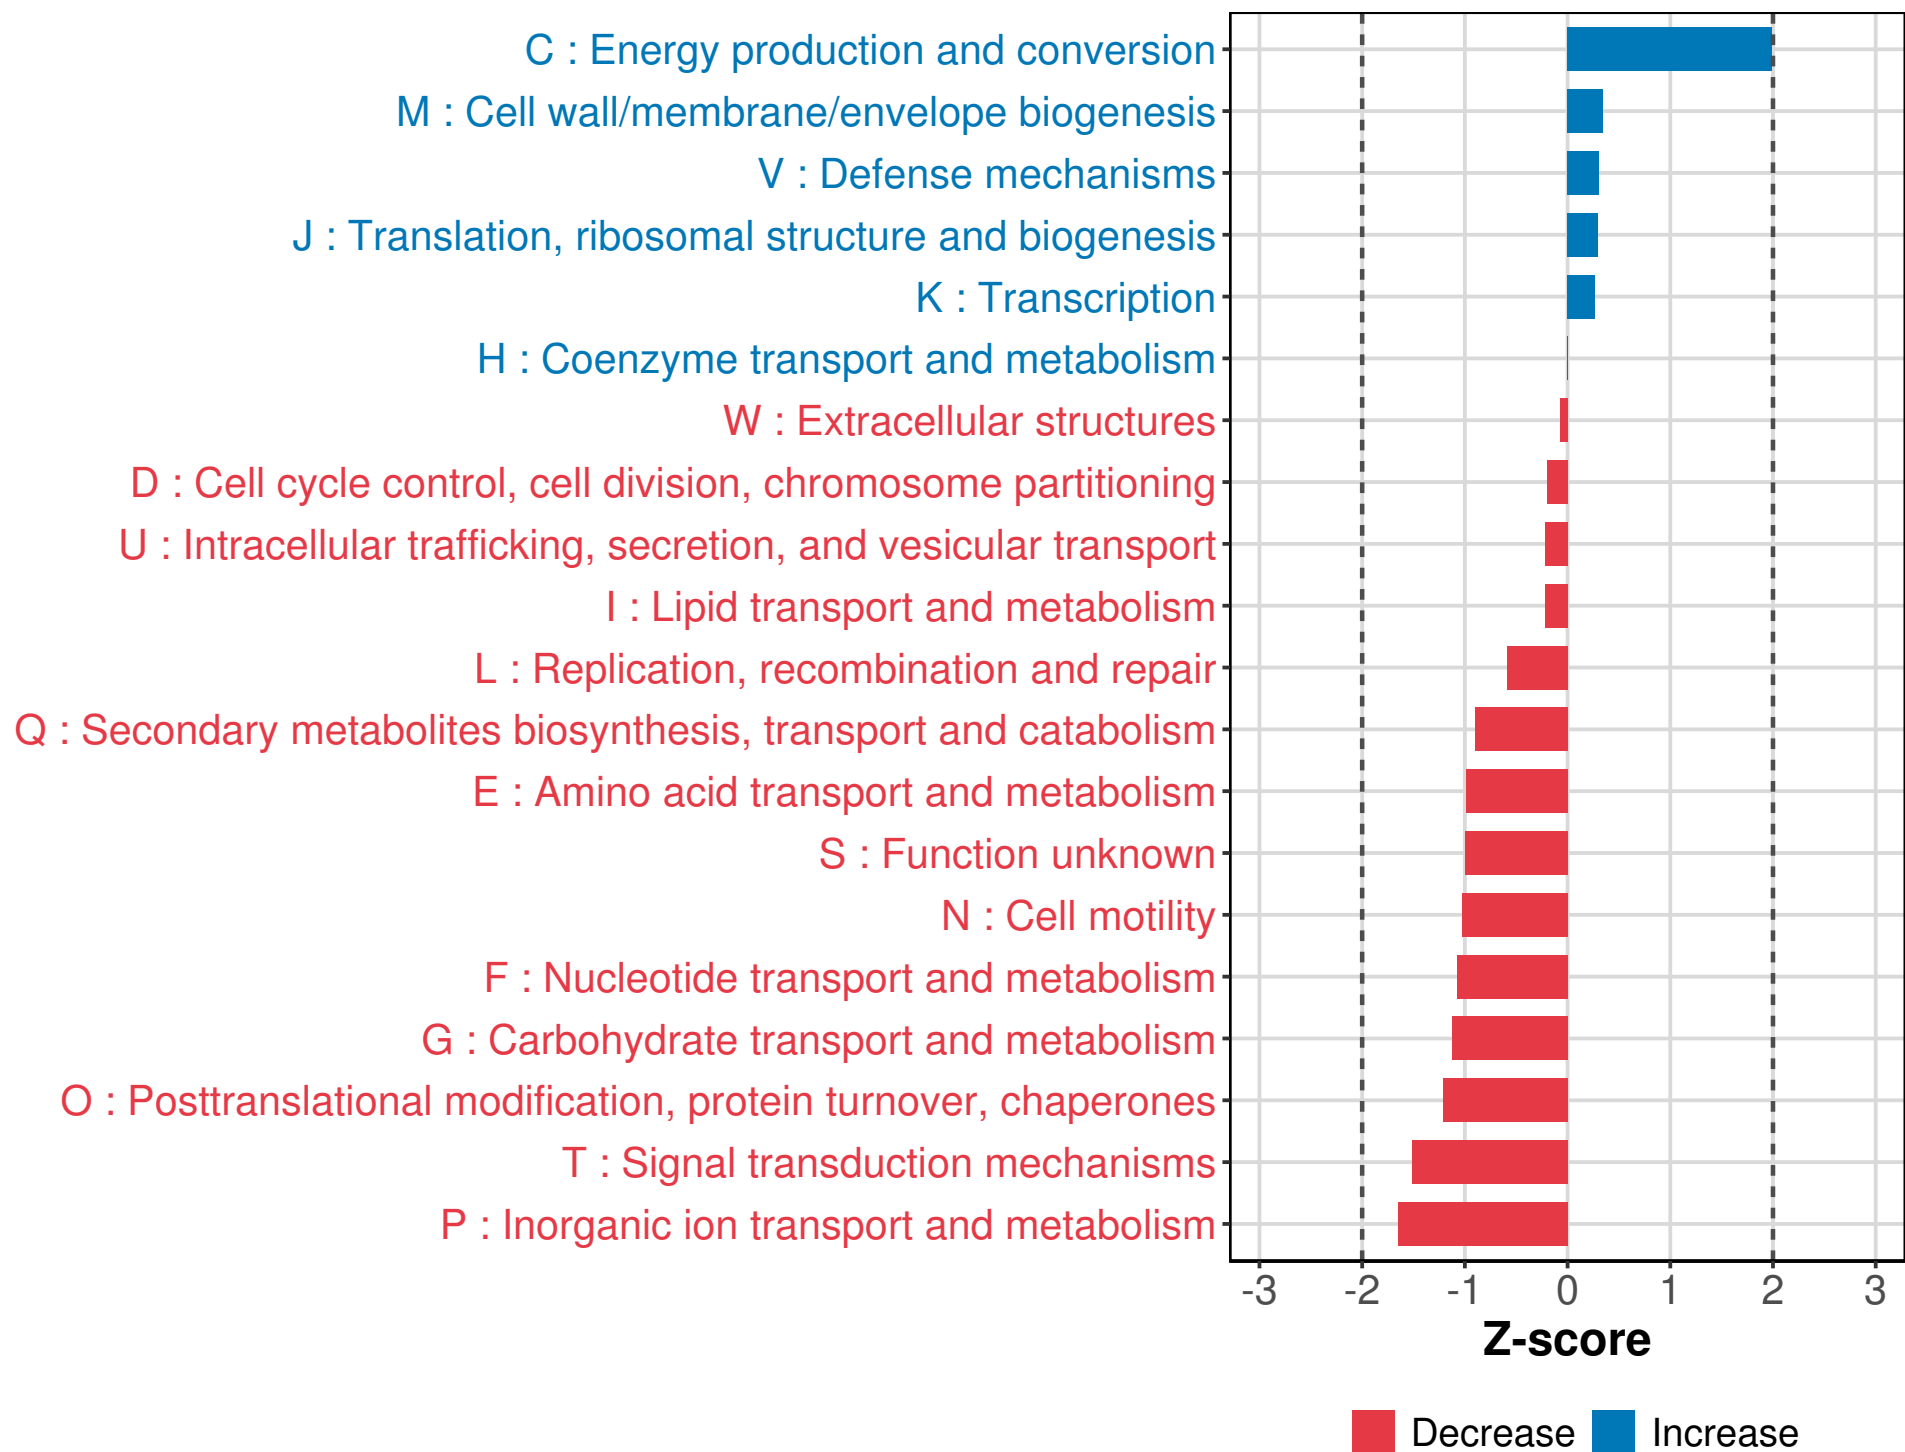 C : Energy production and conversion
M : Cell wall/membrane/envelope biogenesis
V : Defense mechanisms
J : Translation, ribosomal structure and biogenesis
K : Transcription
H : Coenzyme transport and metabolism
W : Extracellular structures
D : Cell cycle control, cell division, chromosome partitioning
U : Intracellular trafficking, secretion, and vesicular transport
I : Lipid transport and metabolism
L : Replication, recombination and repair
Q : Secondary metabolites biosynthesis, transport and catabolism
E : Amino acid transport and metabolism
S : Function unknown
N : Cell motility
F : Nucleotide transport and metabolism
G : Carbohydrate transport and metabolism
O : Posttranslational modification, protein turnover, chaperones
T : Signal transduction mechanisms
P : Inorganic ion transport and metabolism
-3 -2 -1 0 1 2 3
Z-score
Decrease Increase